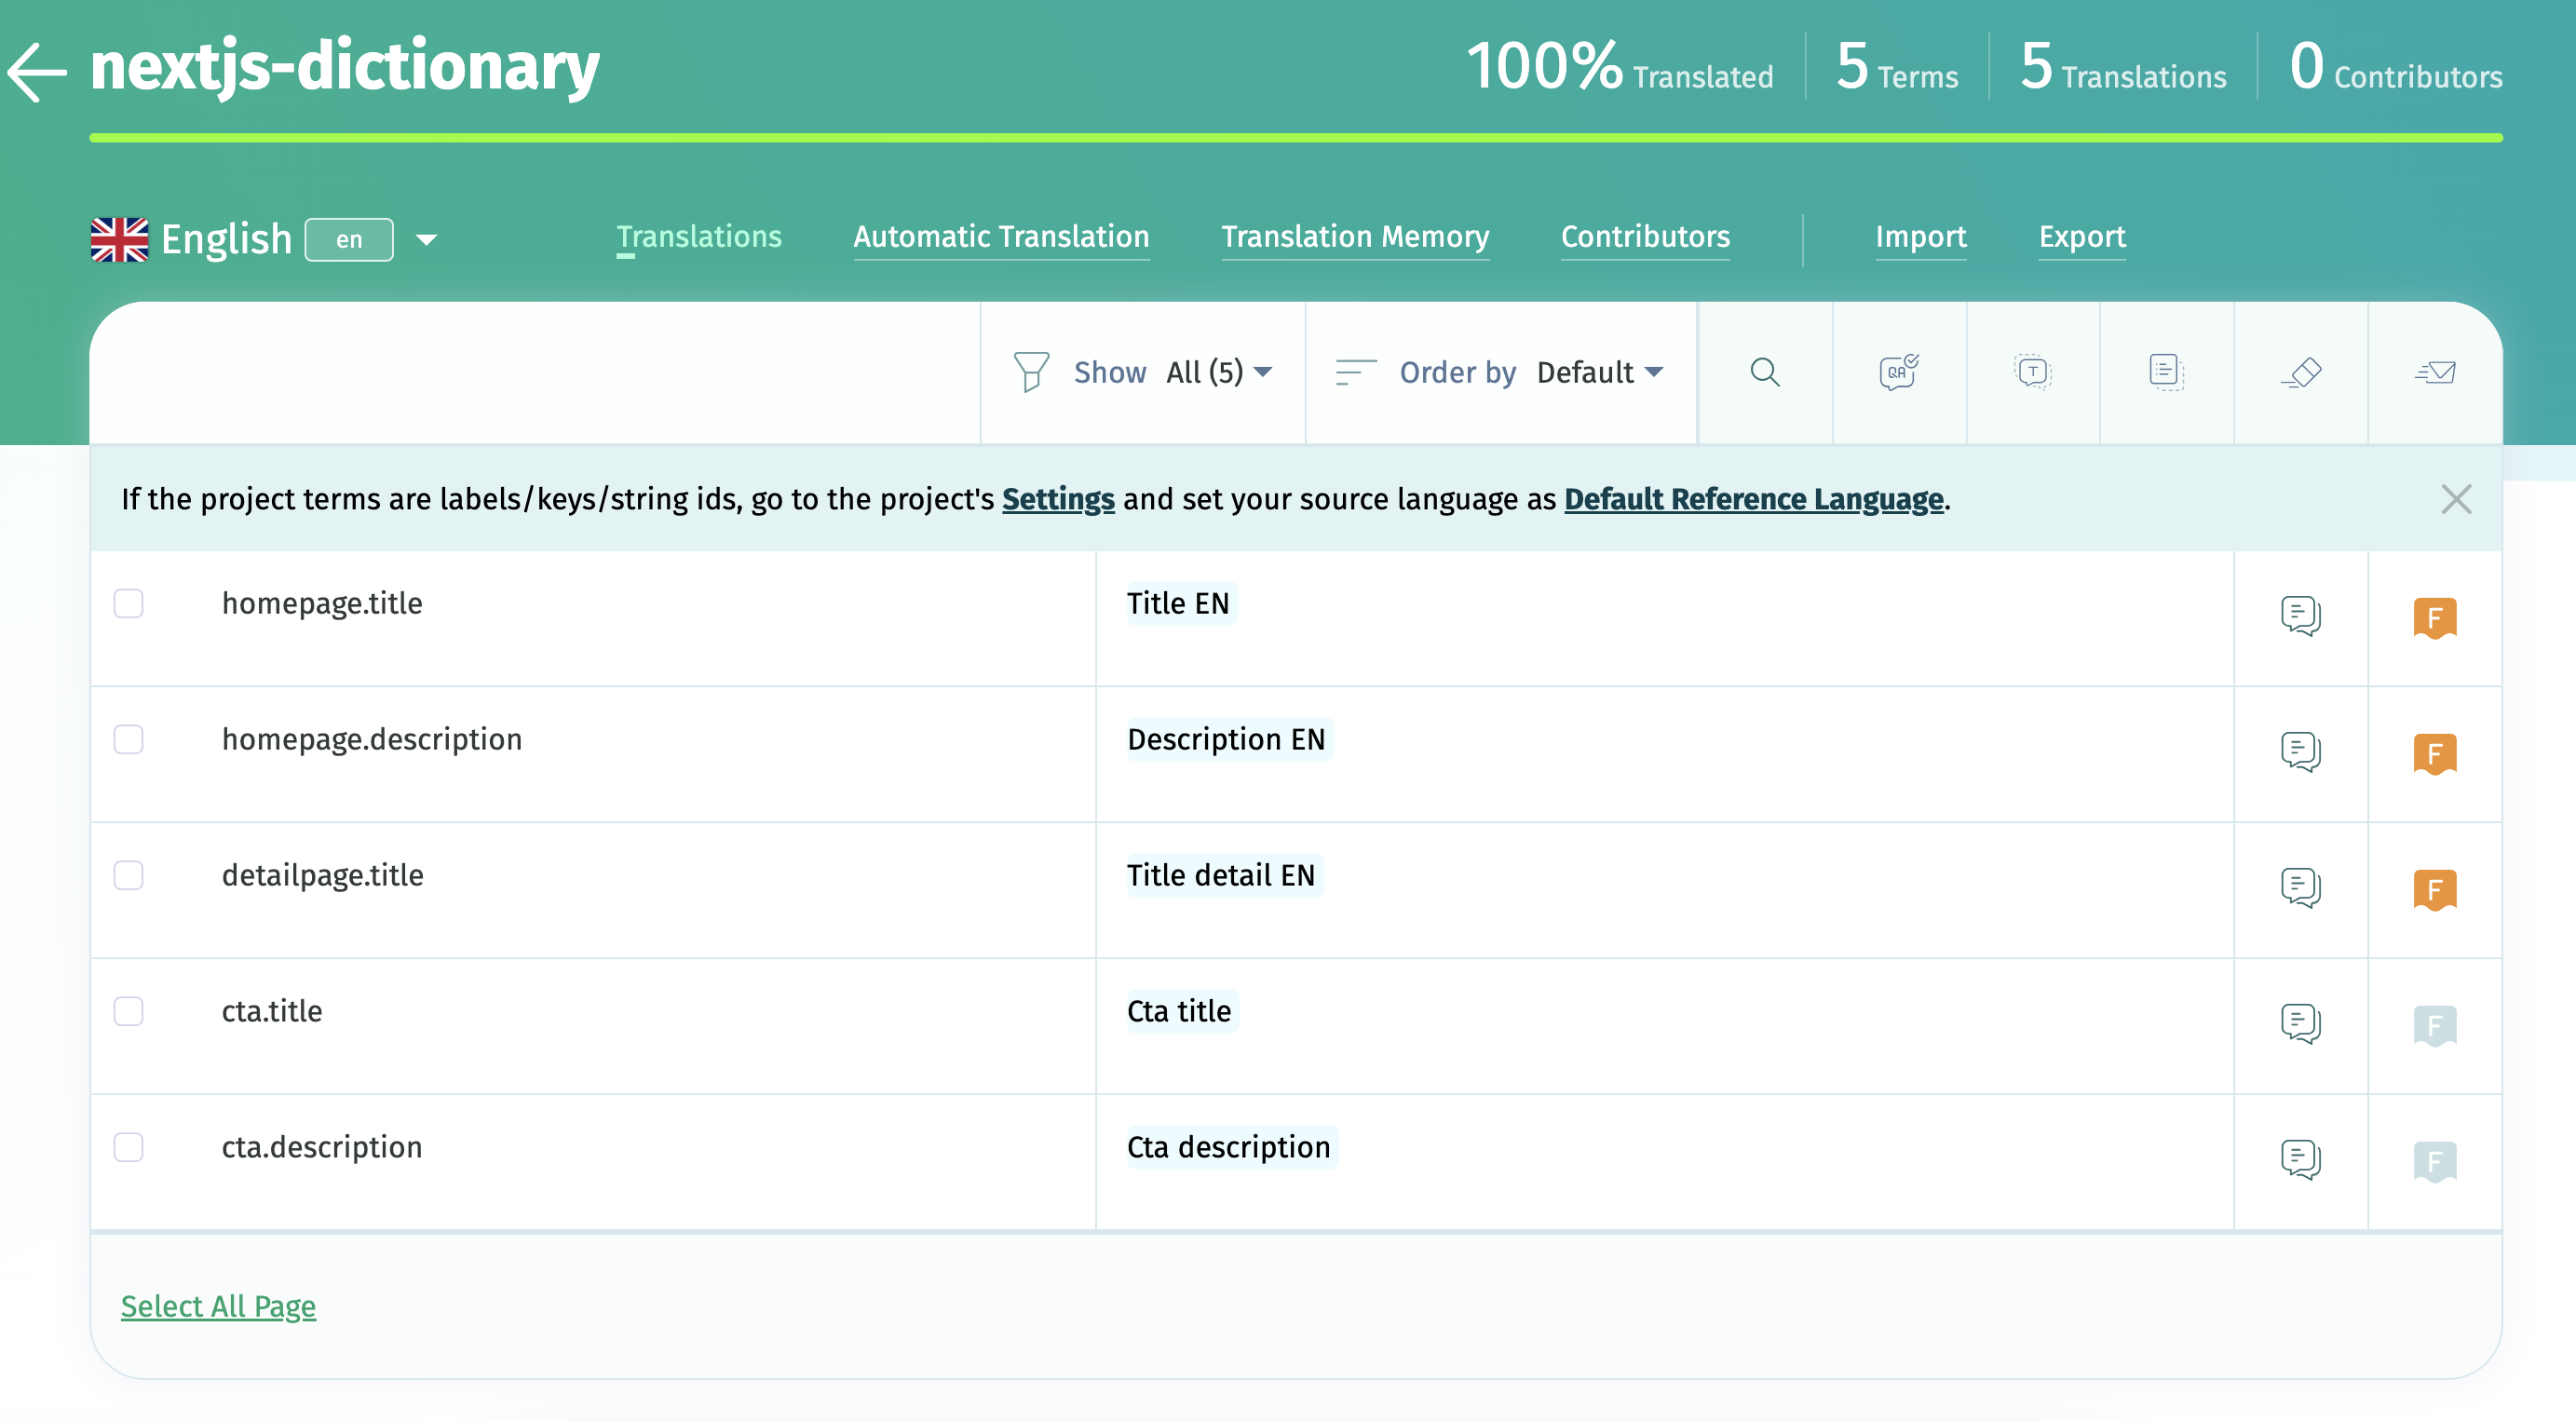 nextjs-dictionary
100% Translated 5 Terms 5 Translations 0 Contributors
English en Translations Automatic Translation Translation Memory Contributors Import Export
Show All (5) Order by Default QA T
If the project terms are labels/keys/string ids, go to the project's Settings and set your source language as Default Reference Language.
homepage.title Title EN F
homepage.description Description EN F
detailpage.title Title detail EN F
cta.title Cta title F
cta.description Cta description F
Select All Page